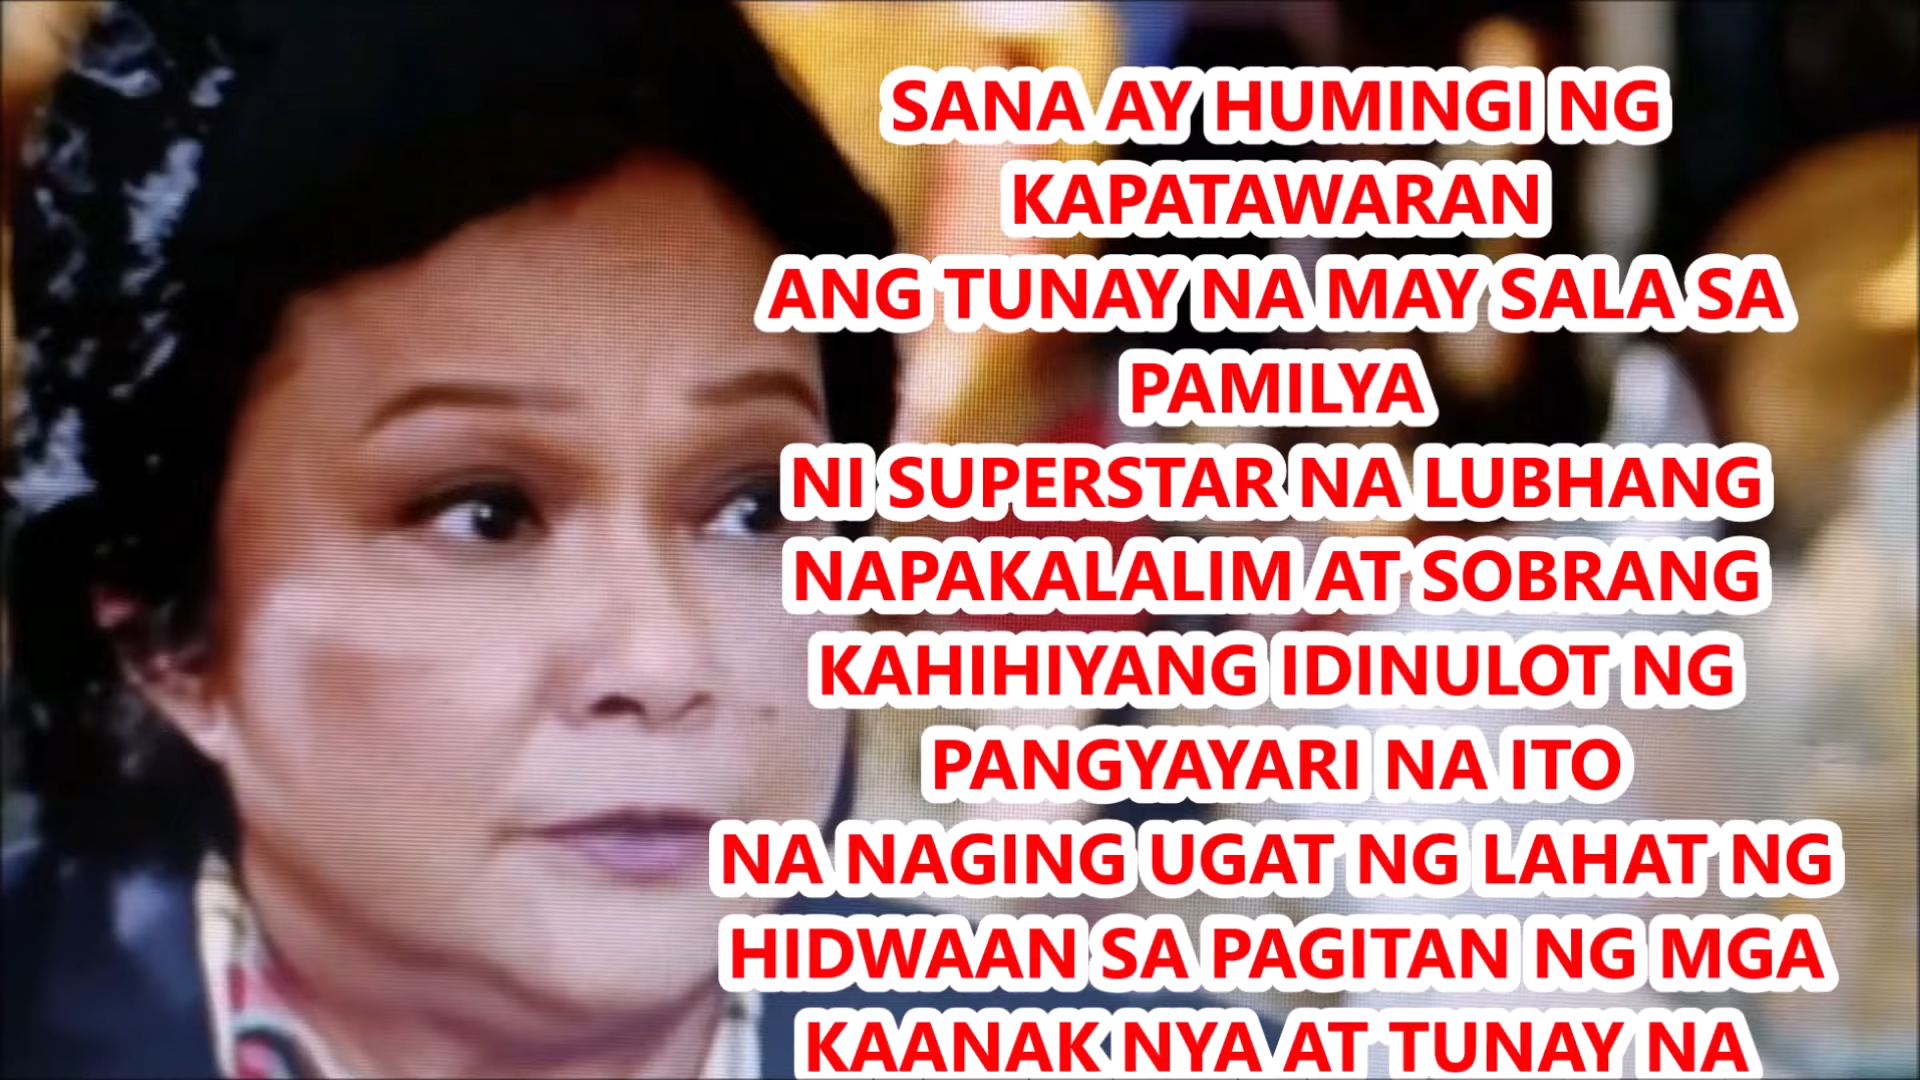 SANA AY HUMINGI NG
KAPATAWARAN
ANG TUNAY NA MAY SALA SA
PAMILYA
NI SUPERSTAR NA LUBHANG
NAPAKALALIM AT SOBRANG
KAHIHIYANG IDINULOT NG
PANGYAYARI NA ITO
NA NAGING UGAT NG LAHAT NG
HIDWAAN SA PAGITAN NG MGA
KAANAK NYA AT TUNAY NA